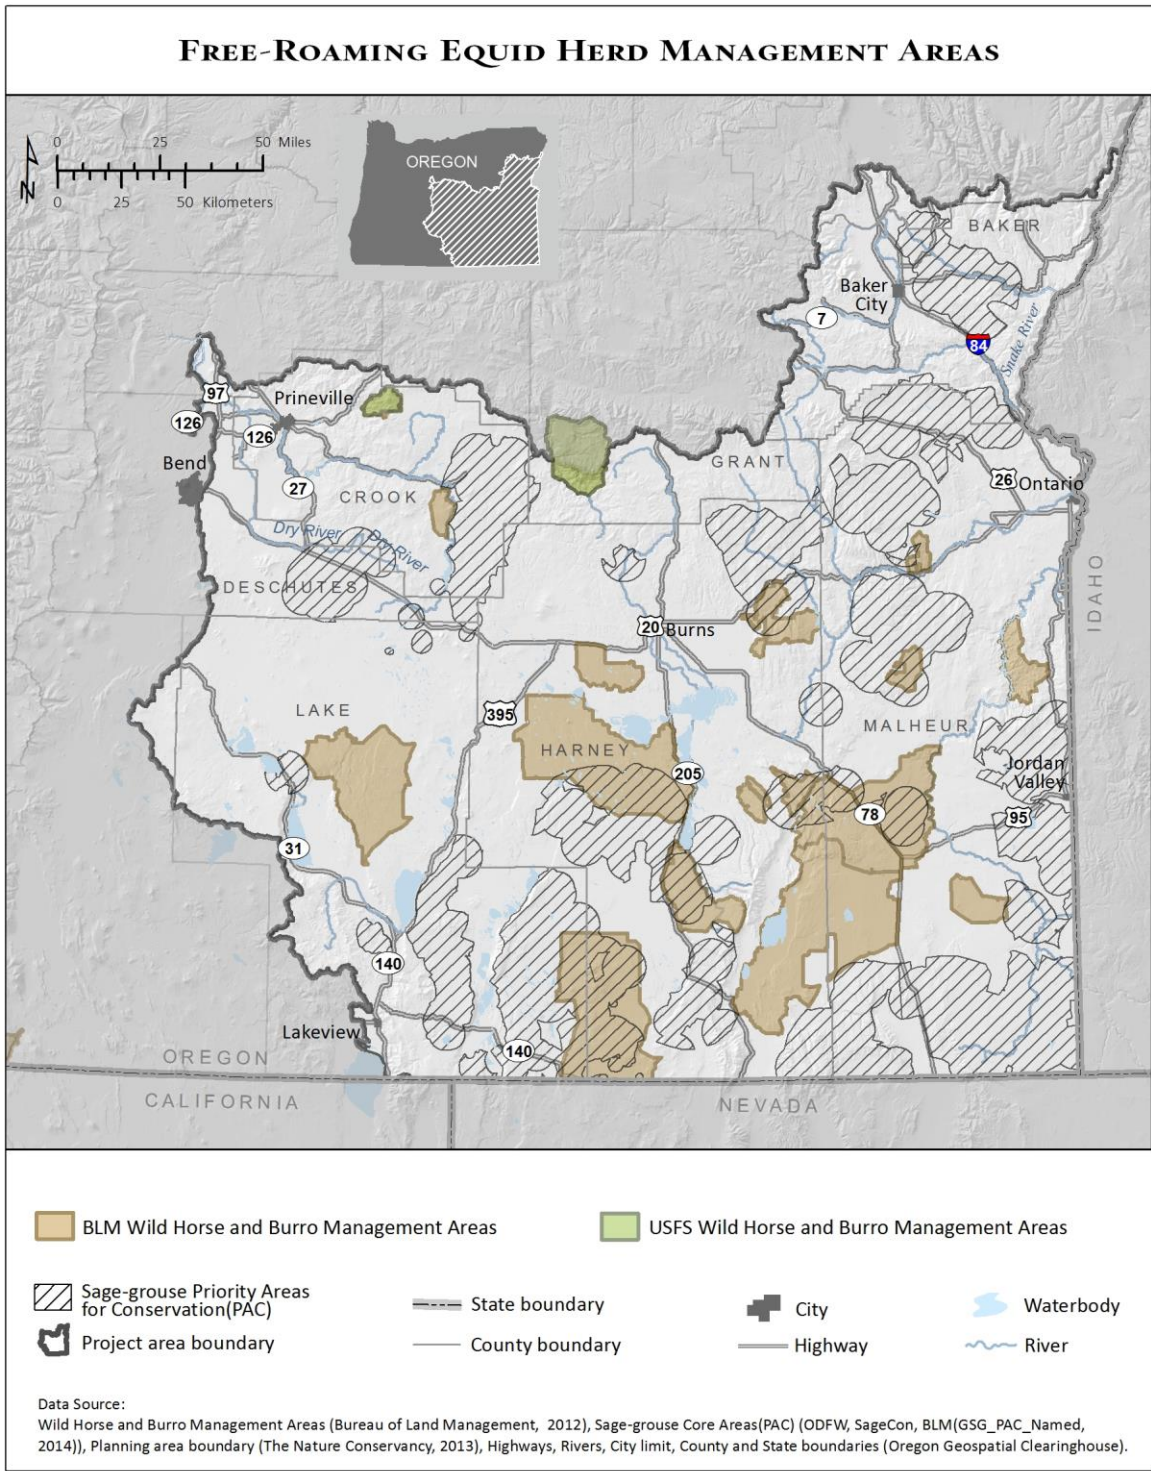 FREE-ROAMING EQUID HERD MANAGEMENT AREAS
0 25 50 Miles
0 25 50 Kilometers
N
OREGON
BAKER
Baker
City
7
84
Snake River
97
Prineville
126
126
Bend
27
CROOK
GRANT
26
Ontario
Dry River
Dry River
DESCHUTES
IDAHO
20
Burns
LAKE
395
HARNEY
MALHEUR
205
Jordan
Valley
78
95
31
140
Lakeview
140
OREGON
CALIFORNIA
NEVADA
BLM Wild Horse and Burro Management Areas
USFS Wild Horse and Burro Management Areas
Sage-grouse Priority Areas
for Conservation(PAC)
State boundary
City
Waterbody
Project area boundary
County boundary
Highway
River
Data Source:
Wild Horse and Burro Management Areas (Bureau of Land Management, 2012), Sage-grouse Core Areas(PAC) (ODFW, SageCon, BLM(GSG_PAC_Named,
2014)), Planning area boundary (The Nature Conservancy, 2013), Highways, Rivers, City limit, County and State boundaries (Oregon Geospatial Clearinghouse).